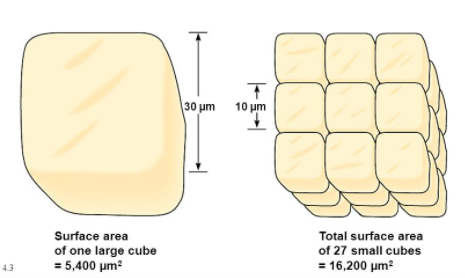 30 µm
10 µm
Surface area
of one large cube
= 5,400 µm²
Total surface area
of 27 small cubes
= 16,200 µm²
4.3